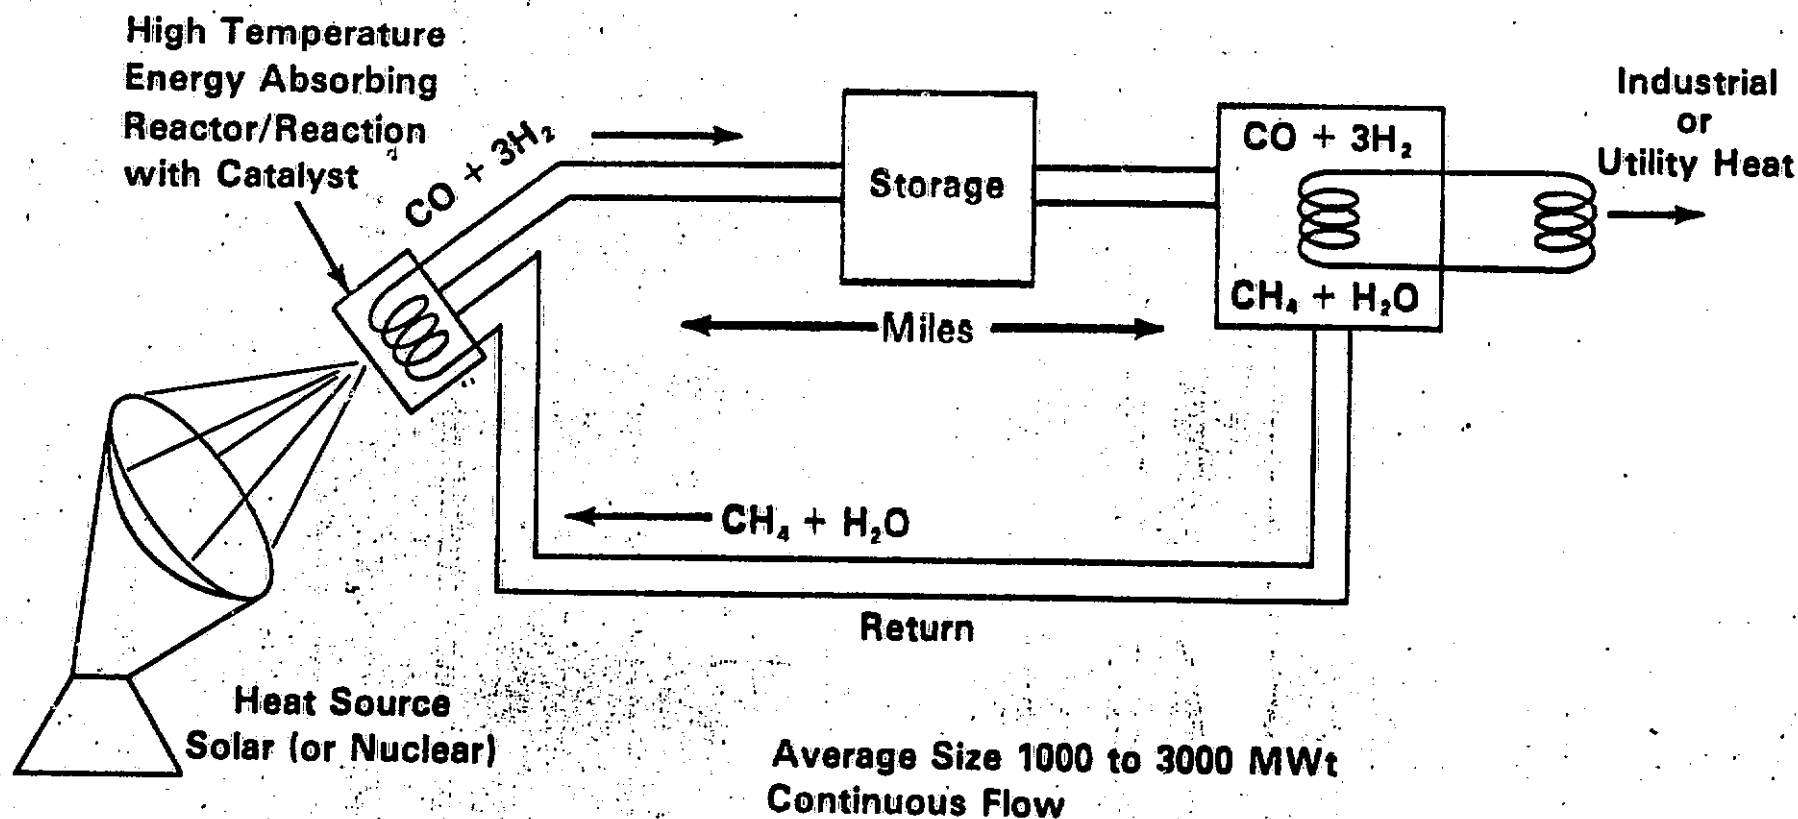 High Temperature
Energy Absorbing
Reactor/Reaction
with Catalyst
CO + 3H₂
Storage
CO + 3H₂
CH₄ + H₂O
Industrial
or
Utility Heat
Miles
CH₄ + H₂O
Return
Heat Source
Solar (or Nuclear)
Average Size 1000 to 3000 MWt
Continuous Flow